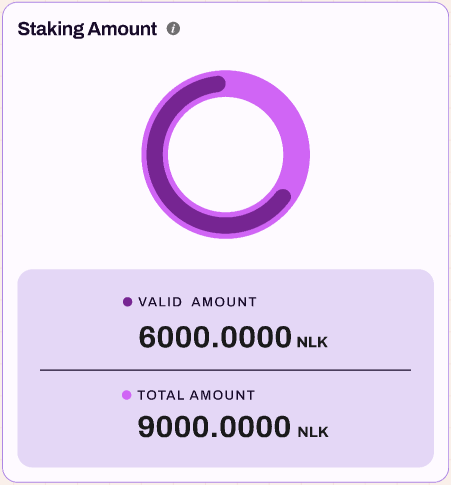 Staking Amount i
VALID AMOUNT
6000.0000 NLK
TOTAL AMOUNT
9000.0000 NLK